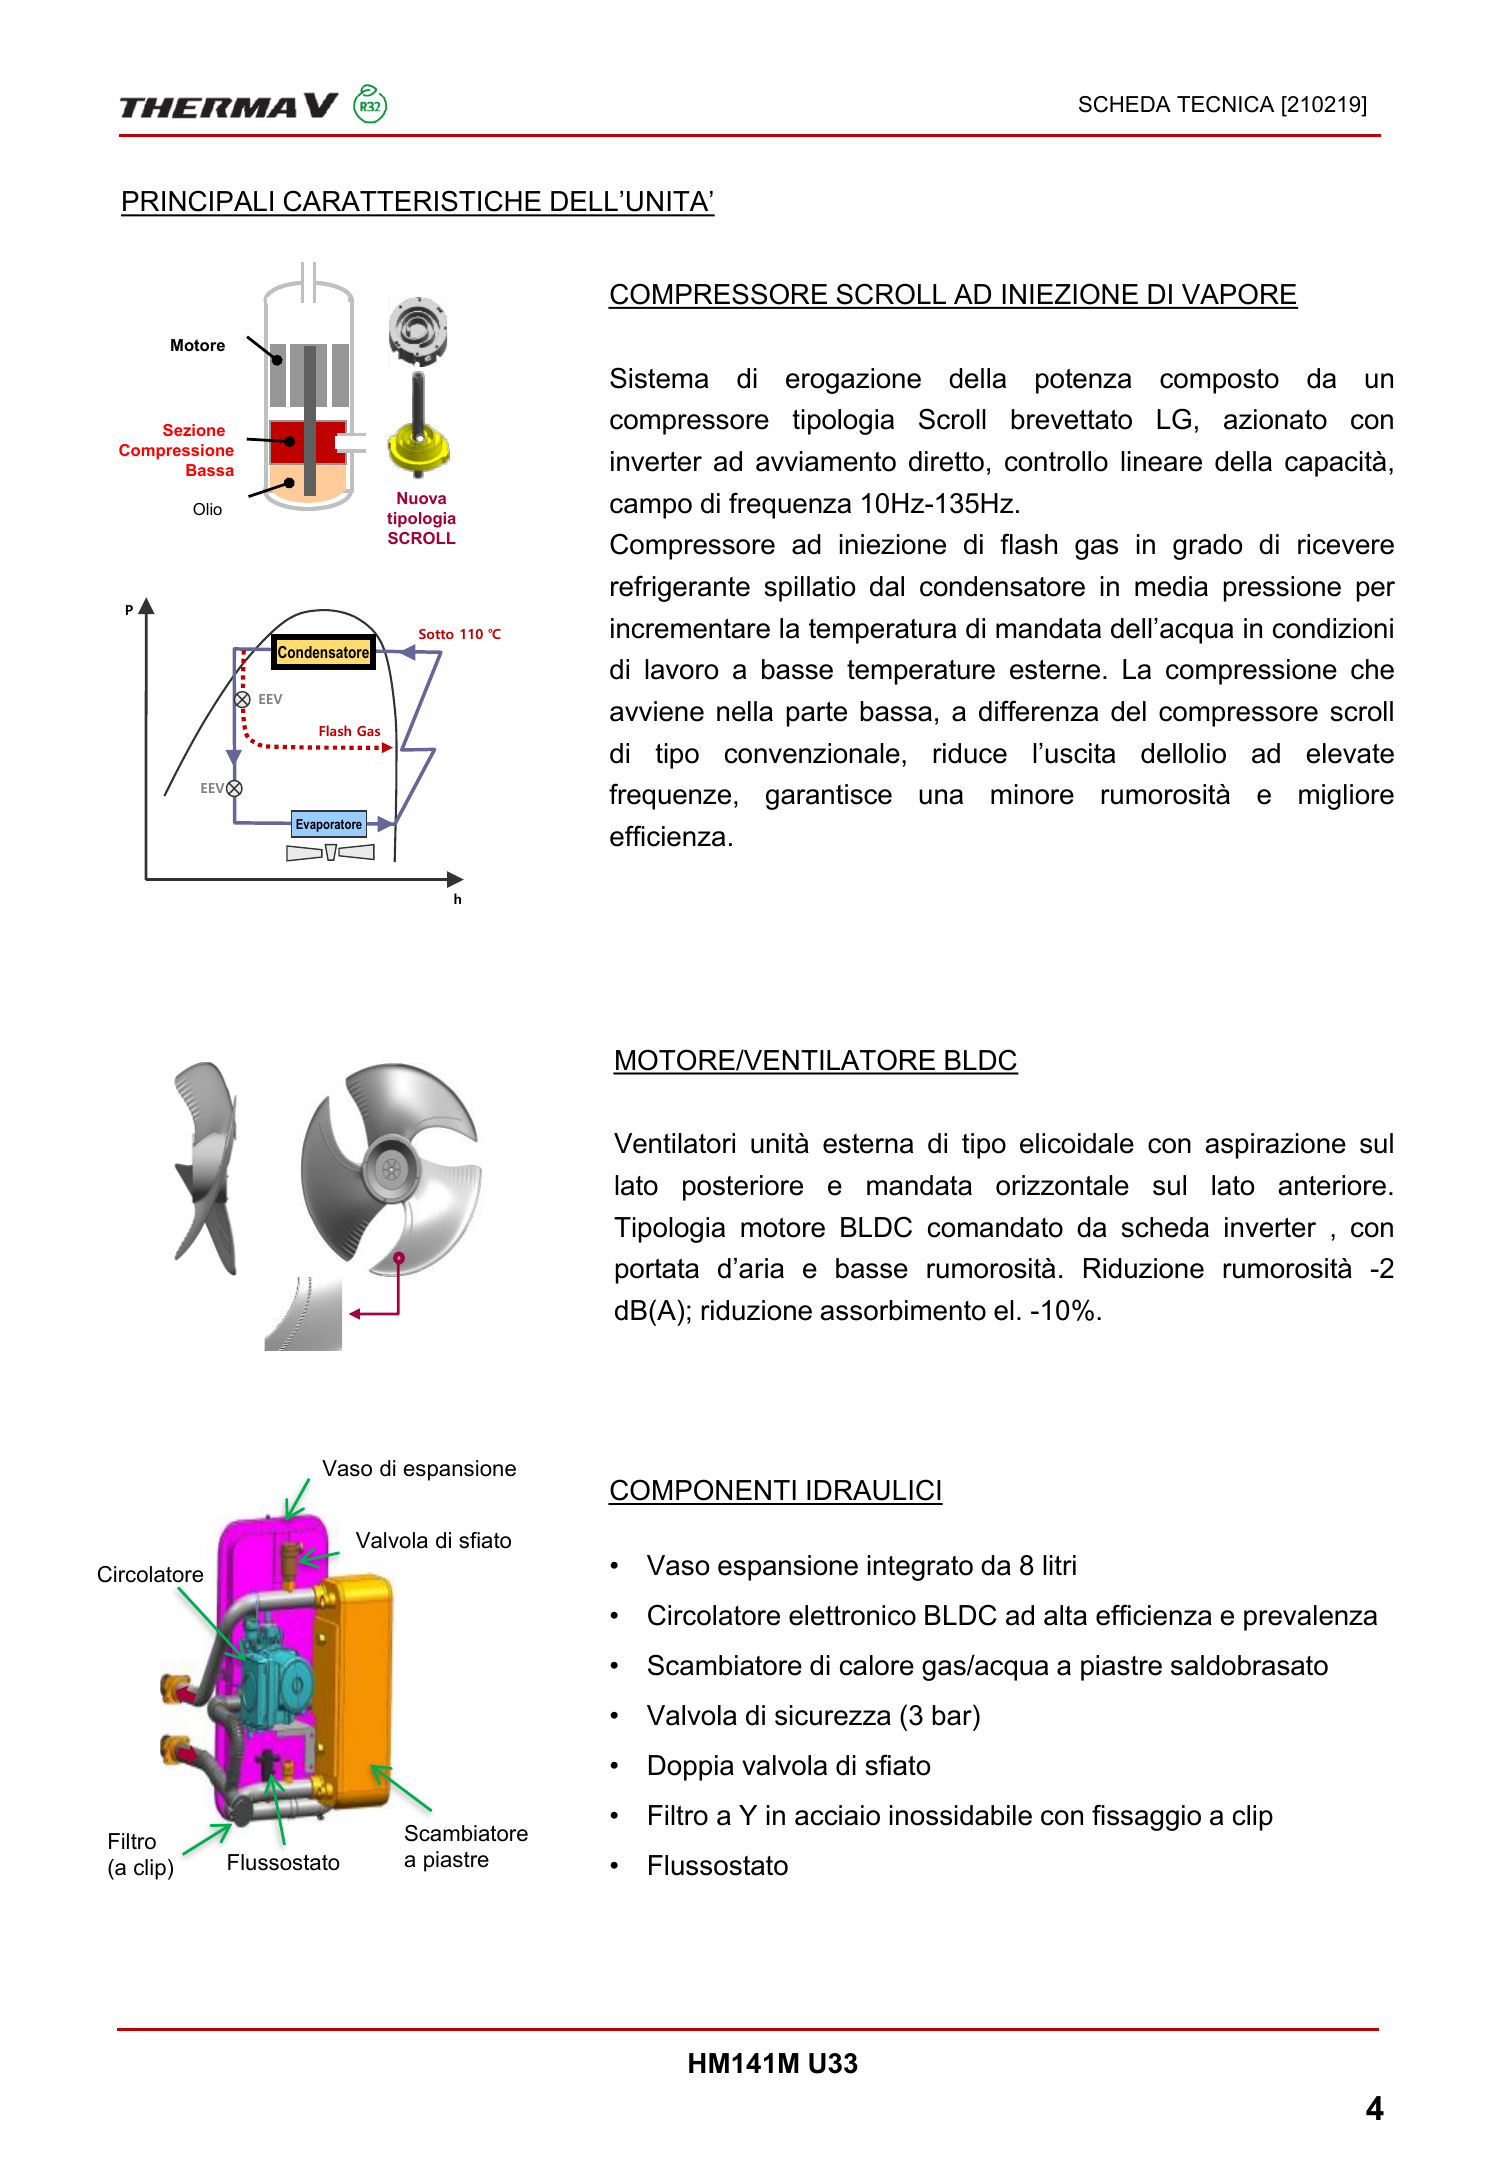 THERMA V R32
SCHEDA TECNICA [210219]
PRINCIPALI CARATTERISTICHE DELL’UNITA’
Motore
Sezione
Compressione
Bassa
Olio
Nuova
tipologia
SCROLL
P
Condensatore
Sotto 110 ℃
EEV
Flash Gas
EEV
Evaporatore
h
COMPRESSORE SCROLL AD INIEZIONE DI VAPORE
Sistema di erogazione della potenza composto da un
compressore tipologia Scroll brevettato LG, azionato con
inverter ad avviamento diretto, controllo lineare della capacità,
campo di frequenza 10Hz-135Hz.
Compressore ad iniezione di flash gas in grado di ricevere
refrigerante spillatio dal condensatore in media pressione per
incrementare la temperatura di mandata dell’acqua in condizioni
di lavoro a basse temperature esterne. La compressione che
avviene nella parte bassa, a differenza del compressore scroll
di tipo convenzionale, riduce l’uscita dellolio ad elevate
frequenze, garantisce una minore rumorosità e migliore
efficienza.
MOTORE/VENTILATORE BLDC
Ventilatori unità esterna di tipo elicoidale con aspirazione sul
lato posteriore e mandata orizzontale sul lato anteriore.
Tipologia motore BLDC comandato da scheda inverter , con
portata d’aria e basse rumorosità. Riduzione rumorosità -2
dB(A); riduzione assorbimento el. -10%.
Vaso di espansione
Valvola di sfiato
Circolatore
Filtro
(a clip)
Flussostato
Scambiatore
a piastre
COMPONENTI IDRAULICI
• Vaso espansione integrato da 8 litri
• Circolatore elettronico BLDC ad alta efficienza e prevalenza
• Scambiatore di calore gas/acqua a piastre saldobrasato
• Valvola di sicurezza (3 bar)
• Doppia valvola di sfiato
• Filtro a Y in acciaio inossidabile con fissaggio a clip
• Flussostato
HM141M U33
4